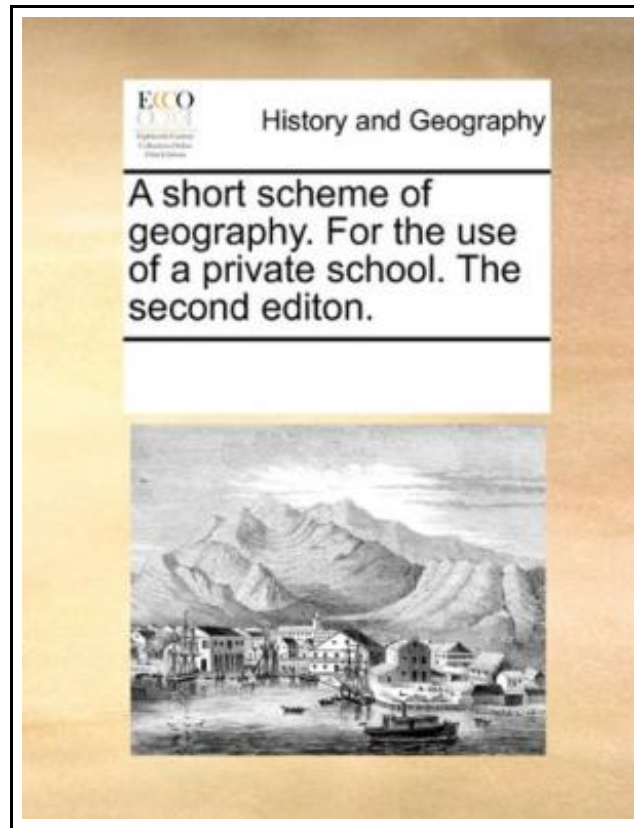 ECCO
History and Geography
A short scheme of
geography. For the use
of a private school. The
second editon.